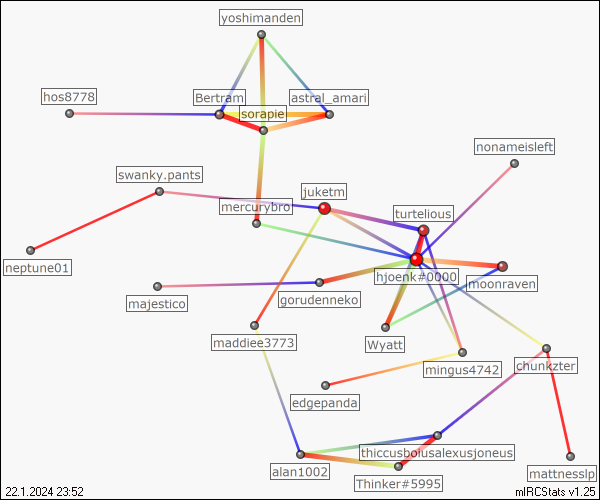 yoshimanden
hos8778
Bertram
astral_amari
sorapie
nonameisleft
swanky.pants
juketm
mercurybro
turtelious
neptune01
hjoenk#0000
moonraven
majestico
gorudenneko
maddiee3773
Wyatt
mingus4742
chunkzter
edgepanda
thiccusboiusalexusjoneus
alan1002
mattnesslp
Thinker#5995
22.1.2024 23:52
mIRCStats v1.25